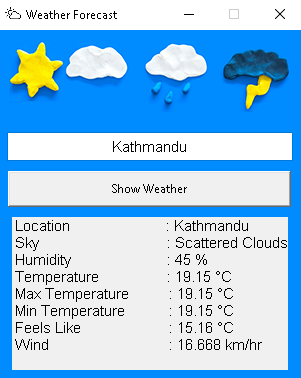 Weather Forecast
Kathmandu
Show Weather
Location : Kathmandu
Sky : Scattered Clouds
Humidity : 45 %
Temperature : 19.15 °C
Max Temperature : 19.15 °C
Min Temperature : 19.15 °C
Feels Like : 15.16 °C
Wind : 16.668 km/hr